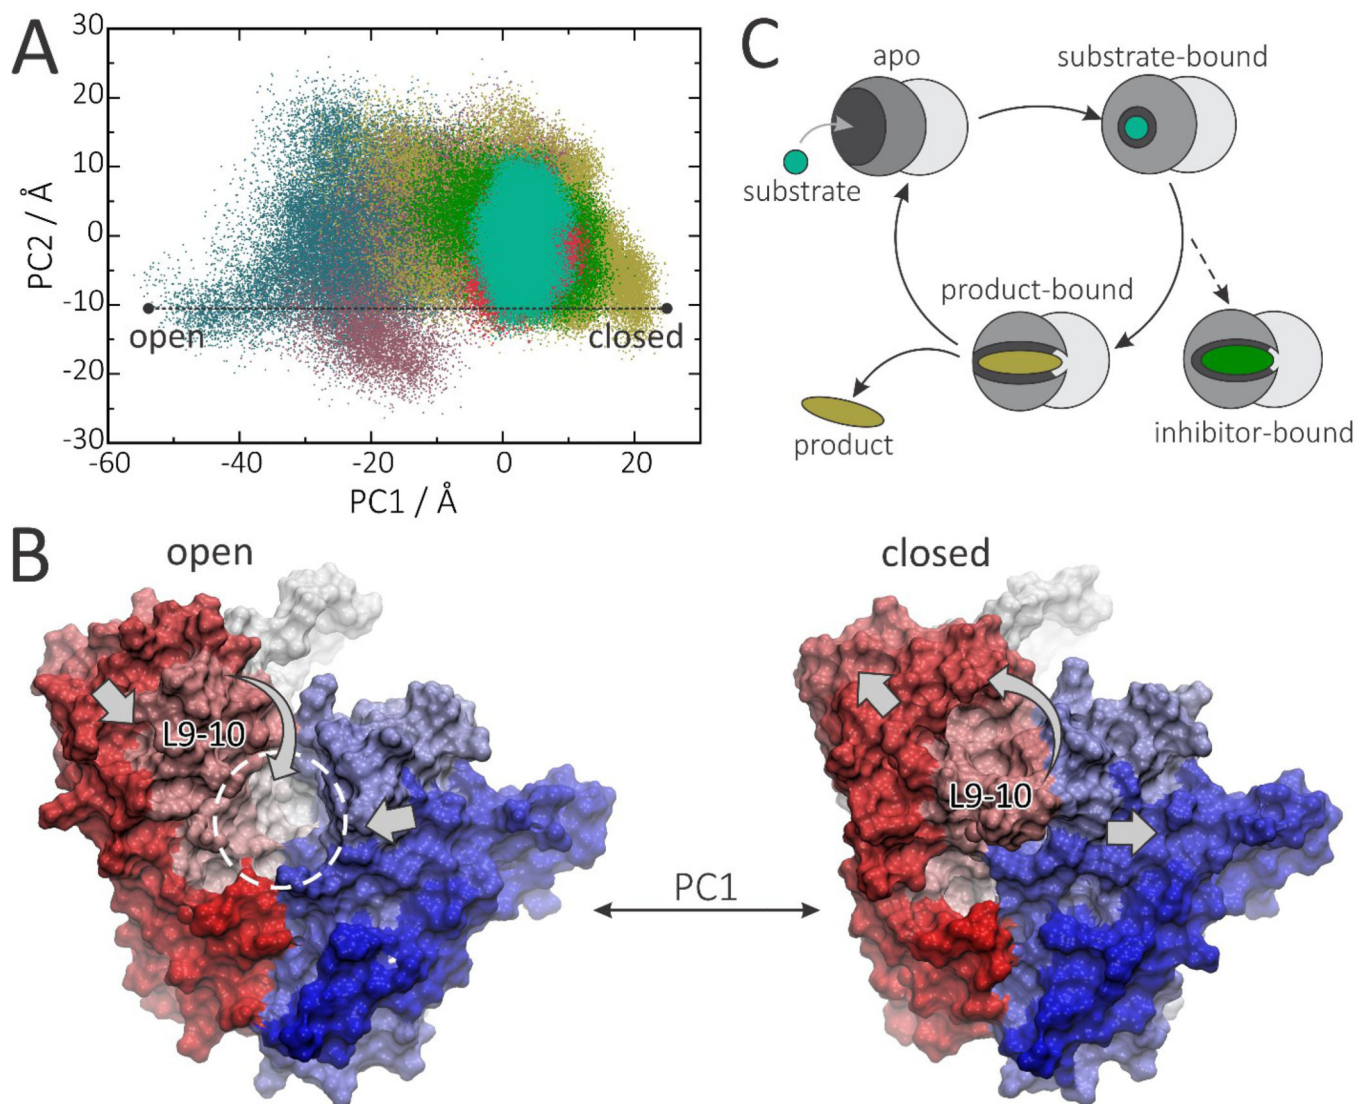 A
30
20
10
0
-10
-20
-30
PC2 / Å
open
closed
-60
-40
-20
0
20
PC1 / Å
C
apo
substrate-bound
substrate
product-bound
product
inhibitor-bound
B
open
closed
L9-10
L9-10
PC1